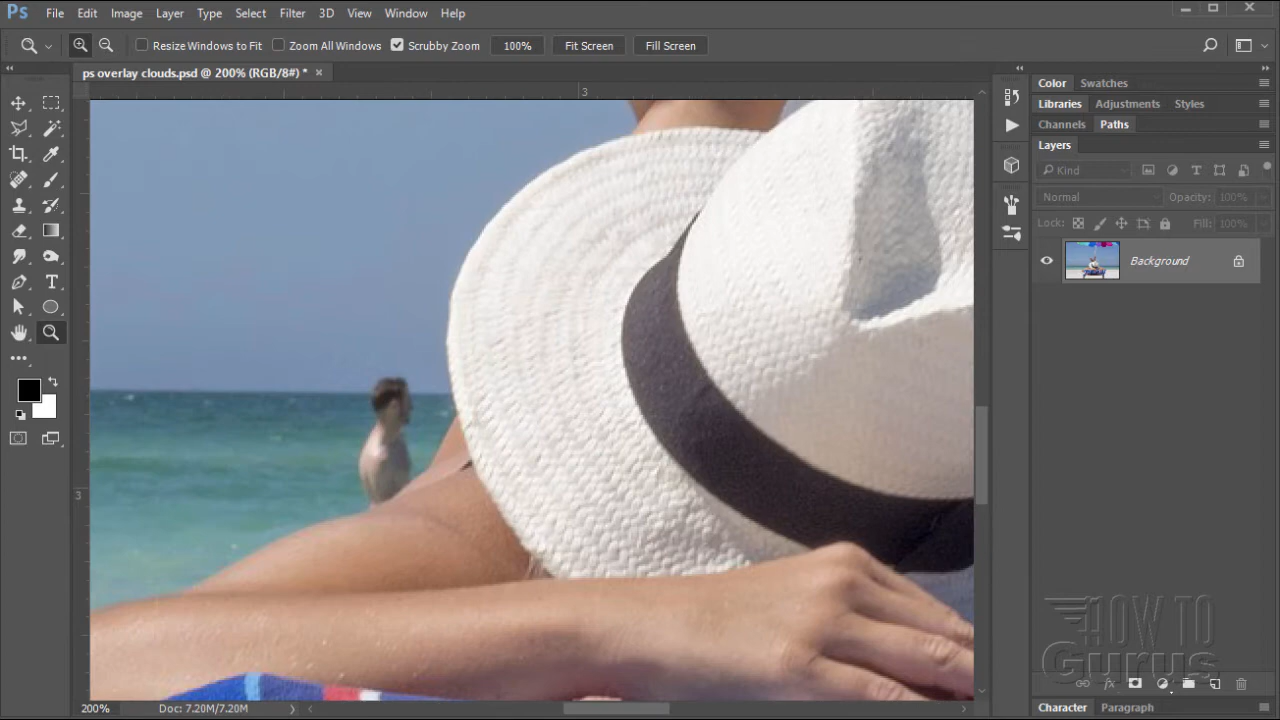 Ps File Edit Image Layer Type Select Filter 3D View Window Help
Resize Windows to Fit Zoom All Windows Scrubby Zoom 100% Fit Screen Fill Screen
ps overlay clouds.psd @ 200% (RGB/8#) * ×
3
3
Color Swatches
Libraries Adjustments Styles
Channels Paths
Layers
Kind
Normal Opacity: 100%
Lock: Fill: 100%
Background
HOW TO
Gurus
200% Doc: 7.20M/7.20M
Character Paragraph